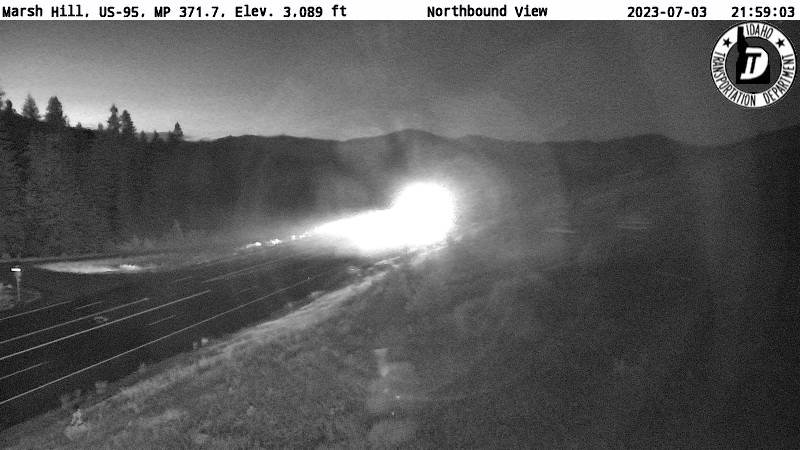 Marsh Hill, US-95, MP 371.7, Elev. 3,089 ft Northbound View 2023-07-03 21:59:03
IDAHO
TRANSPORTATION DEPARTMENT